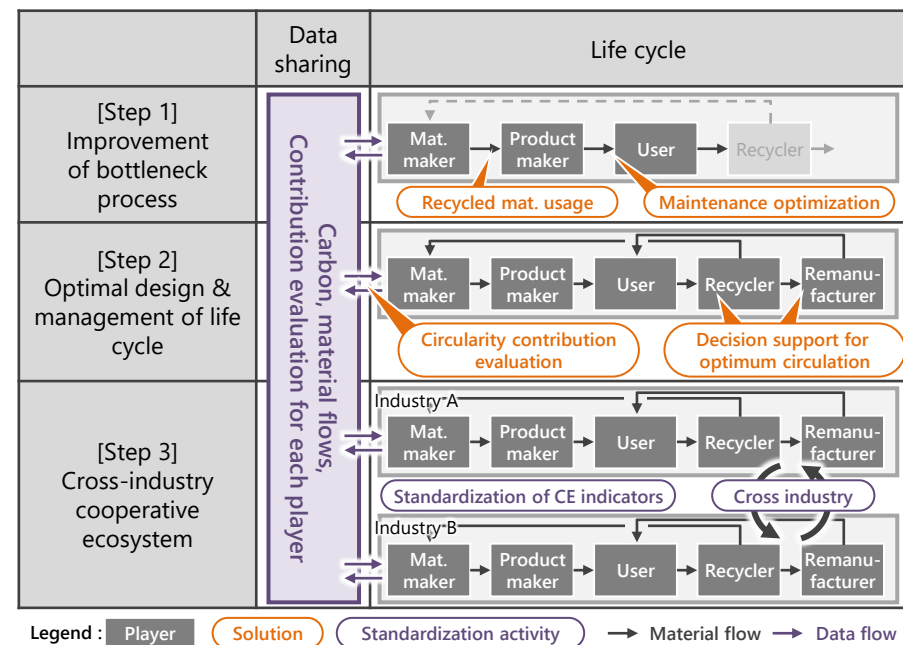 Data
sharing
Life cycle
[Step 1]
Improvement
of bottleneck
process
Carbon, material flows,
Contribution evaluation for each player
Mat.
maker
Product
maker
User
Recycler
Recycled mat. usage
Maintenance optimization
[Step 2]
Optimal design &
management of life
cycle
Mat.
maker
Product
maker
User
Recycler
Remanu-
facturer
Circularity contribution
evaluation
Decision support for
optimum circulation
[Step 3]
Cross-industry
cooperative
ecosystem
Industry A
Mat.
maker
Product
maker
User
Recycler
Remanu-
facturer
Standardization of CE indicators
Cross industry
Industry B
Mat.
maker
Product
maker
User
Recycler
Remanu-
facturer
Legend : Player Solution Standardization activity Material flow Data flow